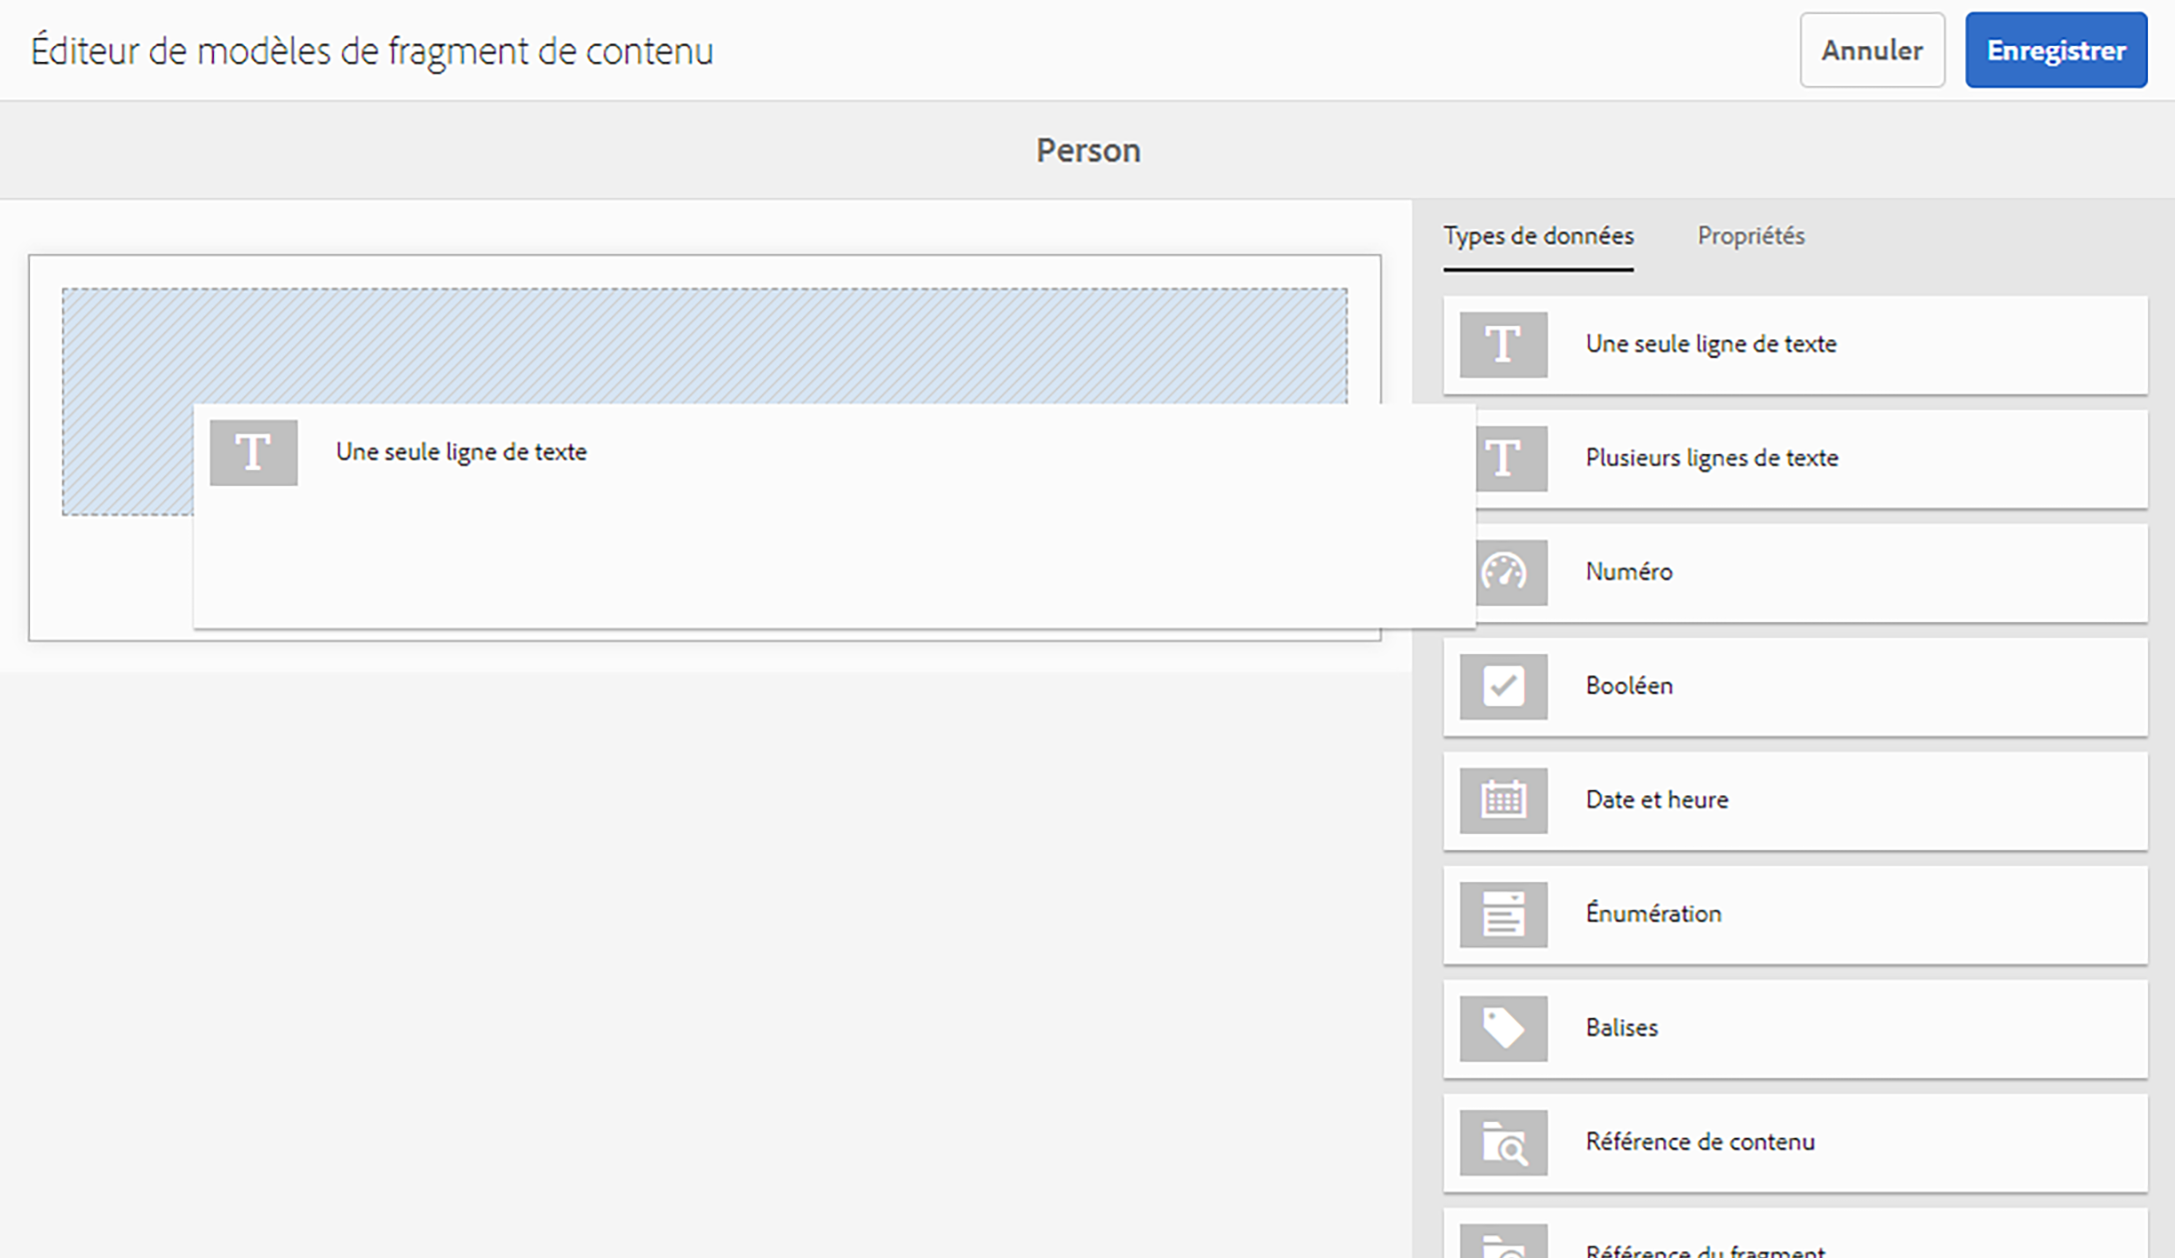 Éditeur de modèles de fragment de contenu
Annuler
Enregistrer
Person
Types de données
Propriétés
Une seule ligne de texte
Une seule ligne de texte
Plusieurs lignes de texte
Numéro
Booléen
Date et heure
Énumération
Balises
Référence de contenu
Référence du fragment